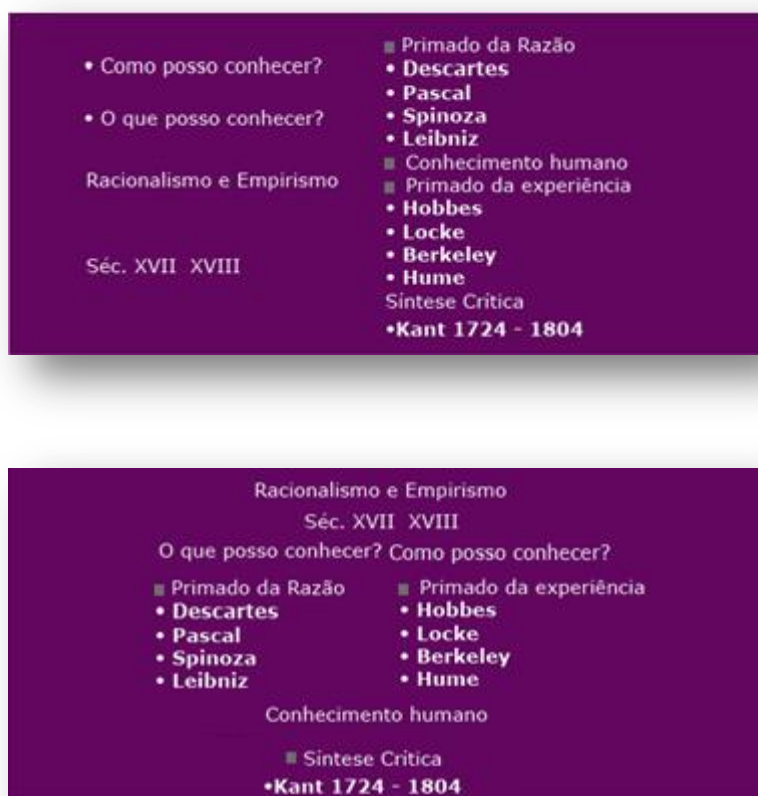 • Como posso conhecer?
• O que posso conhecer?
Racionalismo e Empirismo
Séc. XVII XVIII
Primado da Razão
• Descartes
• Pascal
• Spinoza
• Leibniz
Conhecimento humano
Primado da experiência
• Hobbes
• Locke
• Berkeley
• Hume
Síntese Crítica
•Kant 1724 - 1804
Racionalismo e Empirismo
Séc. XVII XVIII
O que posso conhecer? Como posso conhecer?
Primado da Razão
• Descartes
• Pascal
• Spinoza
• Leibniz
Primado da experiência
• Hobbes
• Locke
• Berkeley
• Hume
Conhecimento humano
Síntese Crítica
•Kant 1724 - 1804